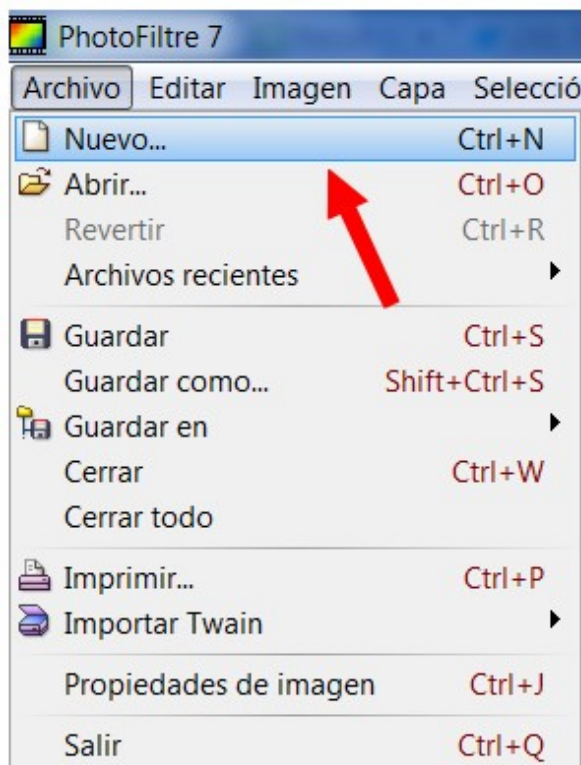 PhotoFiltre 7
Archivo Editar Imagen Capa Selecció
Nuevo... Ctrl+N
Abrir... Ctrl+O
Revertir Ctrl+R
Archivos recientes
Guardar Ctrl+S
Guardar como... Shift+Ctrl+S
Guardar en
Cerrar Ctrl+W
Cerrar todo
Imprimir... Ctrl+P
Importar Twain
Propiedades de imagen Ctrl+J
Salir Ctrl+Q